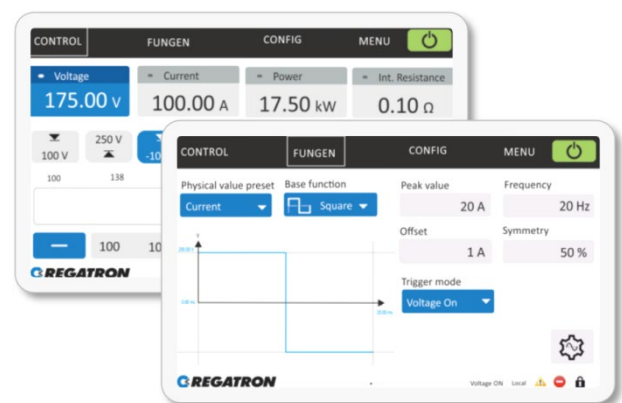 CONTROL FUNGEN CONFIG MENU
Voltage Current Power Int. Resistance
175.00 V 100.00 A 17.50 kW 0.10 Ω
100 V 250 V
100 138
100
REGATRON
CONTROL FUNGEN CONFIG MENU
Physical value preset Base function Peak value Frequency
Current Square 20 A 20 Hz
Offset Symmetry
1 A 50 %
Trigger mode
Voltage On
REGATRON
Voltage ON Local